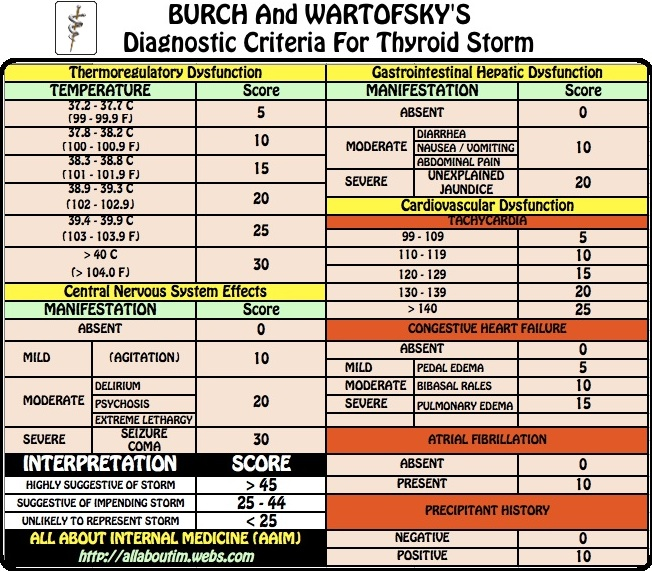 BURCH And WARTOFSKY'S
Diagnostic Criteria For Thyroid Storm
Thermoregulatory Dysfunction
TEMPERATURE Score
37.2 - 37.7 C
(99 - 99.9 F)
5
37.8 - 38.2 C
(100 - 100.9 F)
10
38.3 - 38.8 C
(101 - 101.9 F)
15
38.9 - 39.3 C
(102 - 102.9)
20
39.4 - 39.9 C
(103 - 103.9 F)
25
> 40 C
(> 104.0 F)
30
Central Nervous System Effects
MANIFESTATION Score
ABSENT 0
MILD (AGITATION) 10
MODERATE
DELIRIUM
PSYCHOSIS
EXTREME LETHARGY
20
SEVERE
SEIZURE
COMA
30
INTERPRETATION SCORE
HIGHLY SUGGESTIVE OF STORM > 45
SUGGESTIVE OF IMPENDING STORM 25 - 44
UNLIKELY TO REPRESENT STORM < 25
ALL ABOUT INTERNAL MEDICINE (AAIM)
http://allaboutim.webs.com
Gastrointestinal Hepatic Dysfunction
MANIFESTATION Score
ABSENT 0
MODERATE
DIARRHEA
NAUSEA / VOMITING
ABDOMINAL PAIN
10
SEVERE
UNEXPLAINED
JAUNDICE
20
Cardiovascular Dysfunction
TACHYCARDIA
99 - 109 5
110 - 119 10
120 - 129 15
130 - 139 20
> 140 25
CONGESTIVE HEART FAILURE
ABSENT 0
MILD PEDAL EDEMA 5
MODERATE BIBASAL RALES 10
SEVERE PULMONARY EDEMA 15
ATRIAL FIBRILLATION
ABSENT 0
PRESENT 10
PRECIPITANT HISTORY
NEGATIVE 0
POSITIVE 10